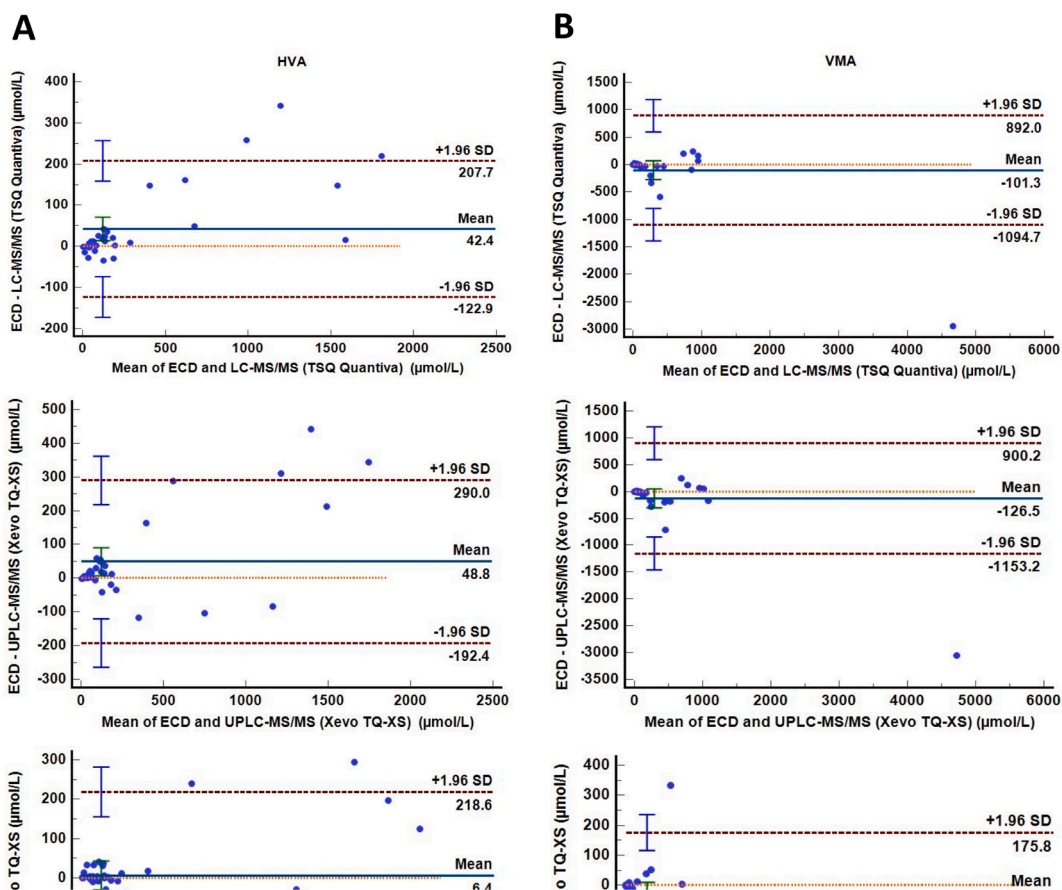 A
HVA
ECD - LC-MS/MS (TSQ Quantiva) (µmol/L)
400
300
200
100
0
-100
-200
+1.96 SD
207.7
Mean
42.4
-1.96 SD
-122.9
0
500
1000
1500
2000
2500
Mean of ECD and LC-MS/MS (TSQ Quantiva) (µmol/L)
B
VMA
ECD - LC-MS/MS (TSQ Quantiva) (µmol/L)
1500
1000
500
0
-500
-1000
-1500
-2000
-2500
-3000
+1.96 SD
892.0
Mean
-101.3
-1.96 SD
-1094.7
0
1000
2000
3000
4000
5000
6000
Mean of ECD and LC-MS/MS (TSQ Quantiva) (µmol/L)
ECD - UPLC-MS/MS (Xevo TQ-XS) (µmol/L)
500
400
300
200
100
0
-100
-200
-300
+1.96 SD
290.0
Mean
48.8
-1.96 SD
-192.4
0
500
1000
1500
2000
2500
Mean of ECD and UPLC-MS/MS (Xevo TQ-XS) (µmol/L)
ECD - UPLC-MS/MS (Xevo TQ-XS) (µmol/L)
1500
1000
500
0
-500
-1000
-1500
-2000
-2500
-3000
-3500
+1.96 SD
900.2
Mean
-126.5
-1.96 SD
-1153.2
0
1000
2000
3000
4000
5000
6000
Mean of ECD and UPLC-MS/MS (Xevo TQ-XS) (µmol/L)
o TQ-XS) (µmol/L)
300
200
100
0
+1.96 SD
218.6
Mean
6.4
o TQ-XS) (µmol/L)
400
300
200
100
0
+1.96 SD
175.8
Mean